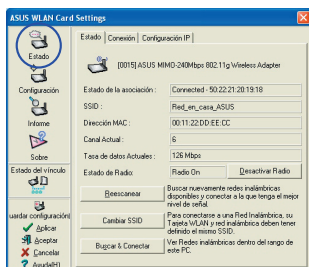 ASUS WLAN Card Settings
Estado
Configuración
Informe
Sobre
Estado del vínculo
uardar configuración
Aplicar
Aceptar
Cancelar
Ayuda(H)
Estado Conexión Configuración IP
[0015] ASUS MIMO-240Mbps 802.11g Wireless Adapter
Estado de la asociación : Connected - 50:22:21:20:19:18
SSID : Red_en_casa_ASUS
Dirección MAC : 00:11:22:DD:EE:CC
Canal Actual : 6
Tasa de datos Actuales : 126 Mbps
Estado de Radio: Radio On Desactivar Radio
Reescanear
Buscar nuevamente redes inalámbricas
disponibles y conectar a la que tenga el mejor
nivel de señal.
Cambiar SSID
Para conectarse a una Red Inalámbrica, su
Tarjeta WLAN y red inalámbrica deben tener
definido el mismo SSID.
Buscar & Conectar
Ver Redes inalámbricas dentro del rango de
este PC.